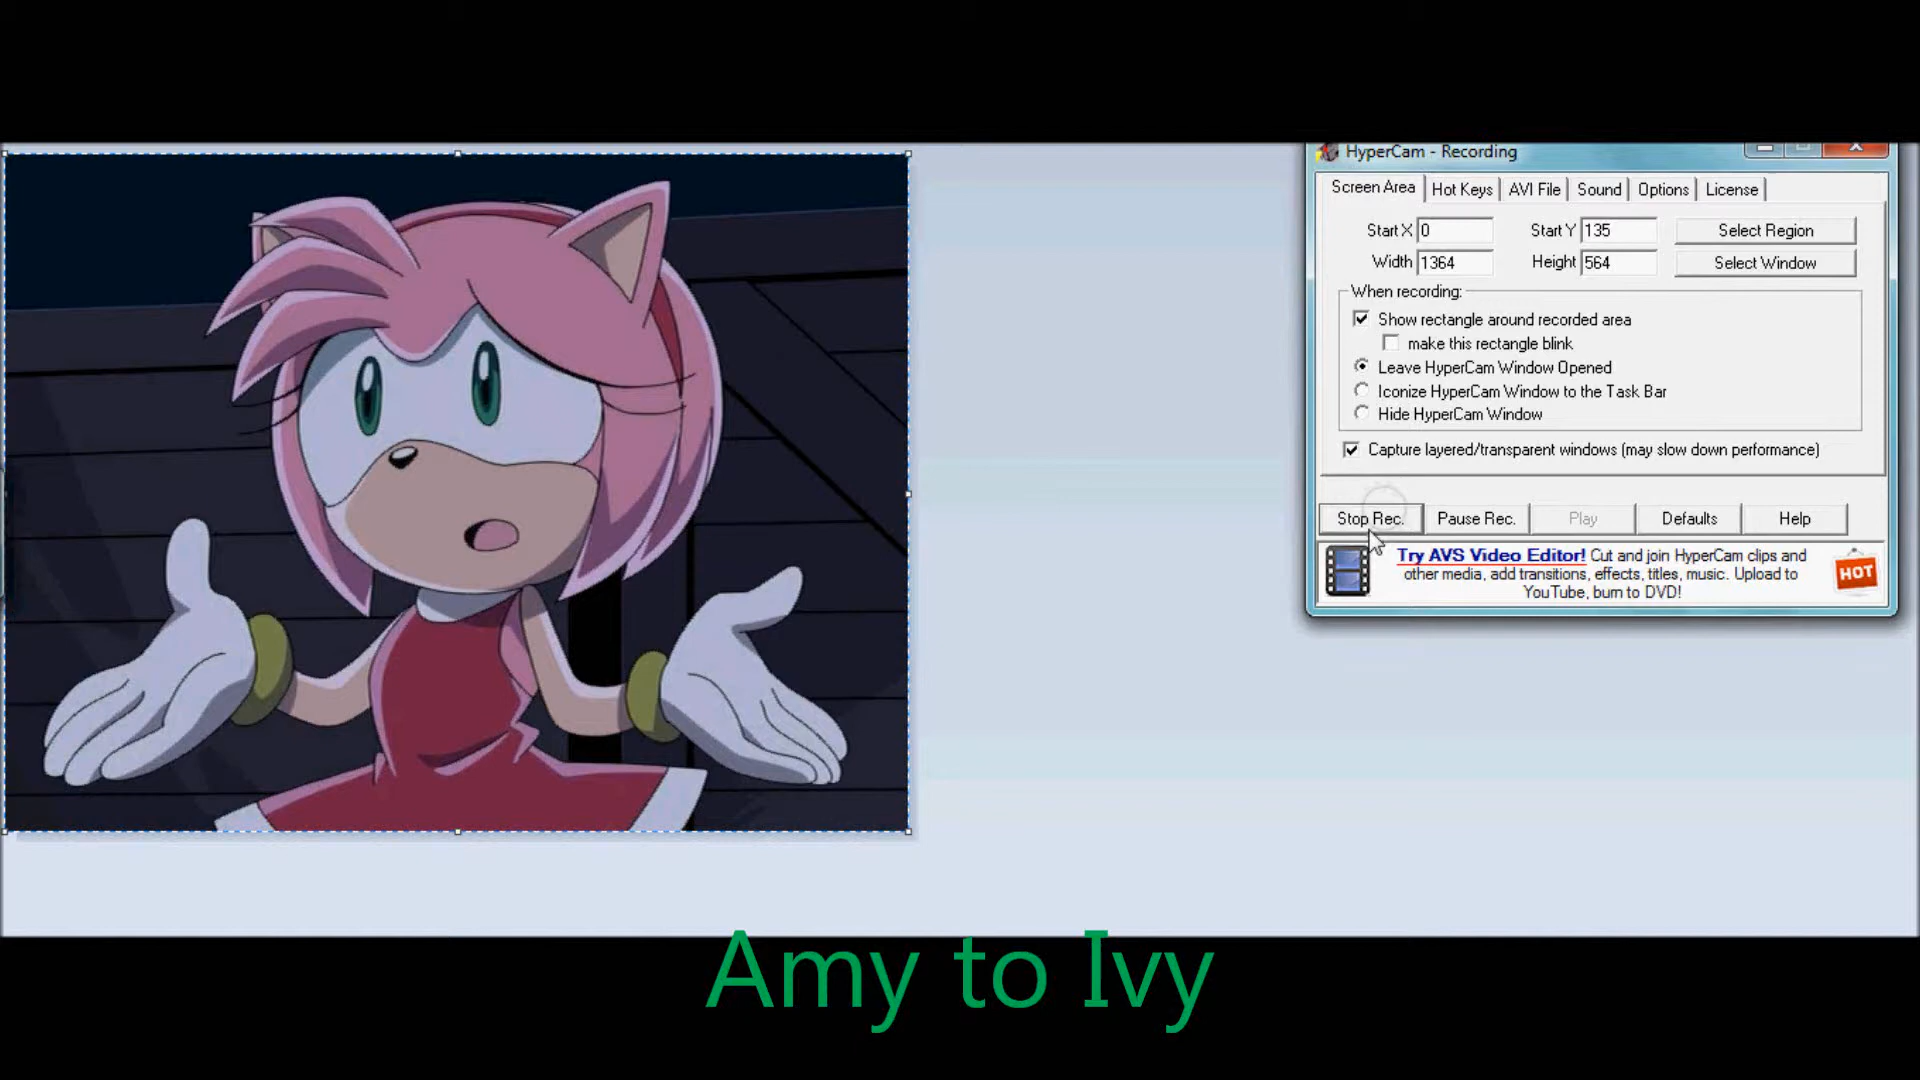 HyperCam - Recording
Screen Area Hot Keys AVI File Sound Options License
Start X 0 Start Y 135 Select Region
Width 1364 Height 564 Select Window
When recording:
Show rectangle around recorded area
make this rectangle blink
Leave HyperCam Window Opened
Iconize HyperCam Window to the Task Bar
Hide HyperCam Window
Capture layered/transparent windows (may slow down performance)
Stop Rec. Pause Rec. Play Defaults Help
Try AVS Video Editor! Cut and join HyperCam clips and
other media, add transitions, effects, titles, music. Upload to
YouTube, burn to DVD!
HOT
Amy to Ivy